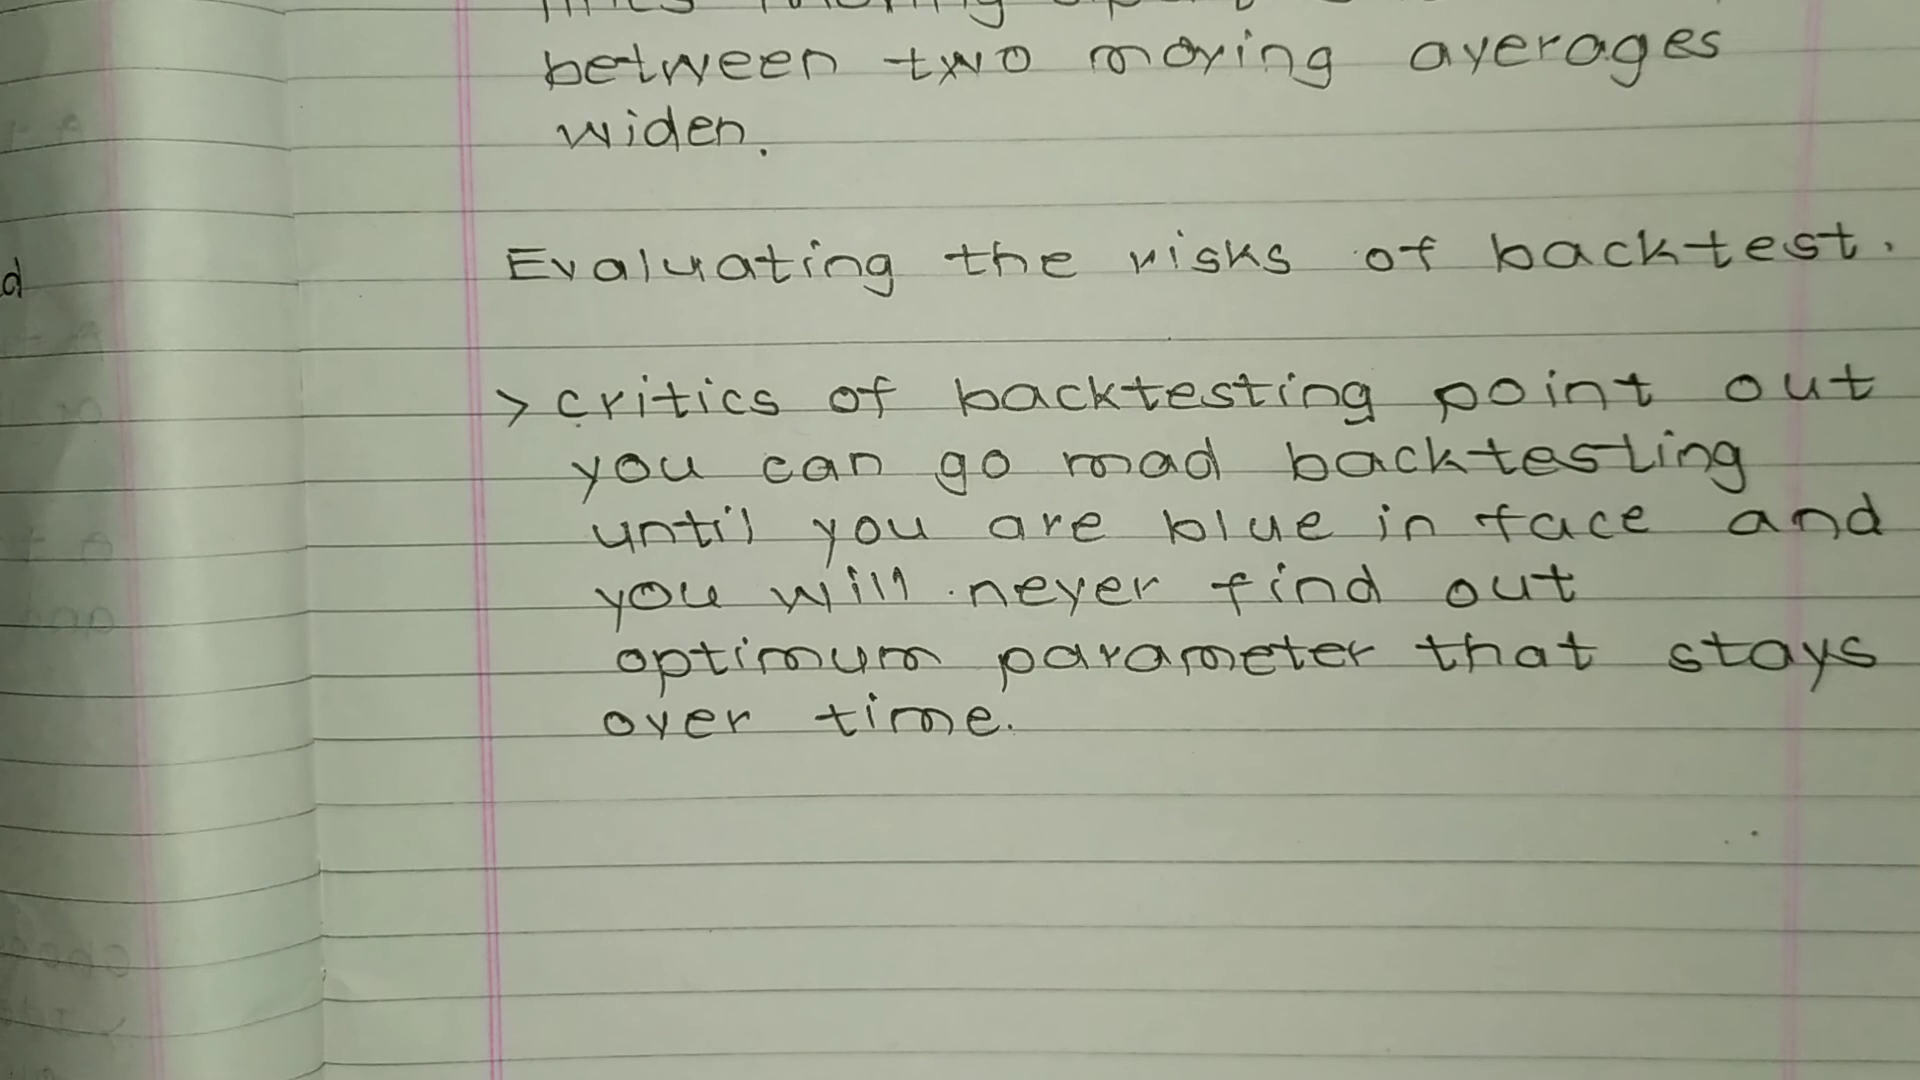 between two moving averages
widen.
Evaluating the risks of backtest.
> critics of backtesting point out
you can go mad backtesting
until you are blue in face and
you will never find out
optimum parameter that stays
over time.